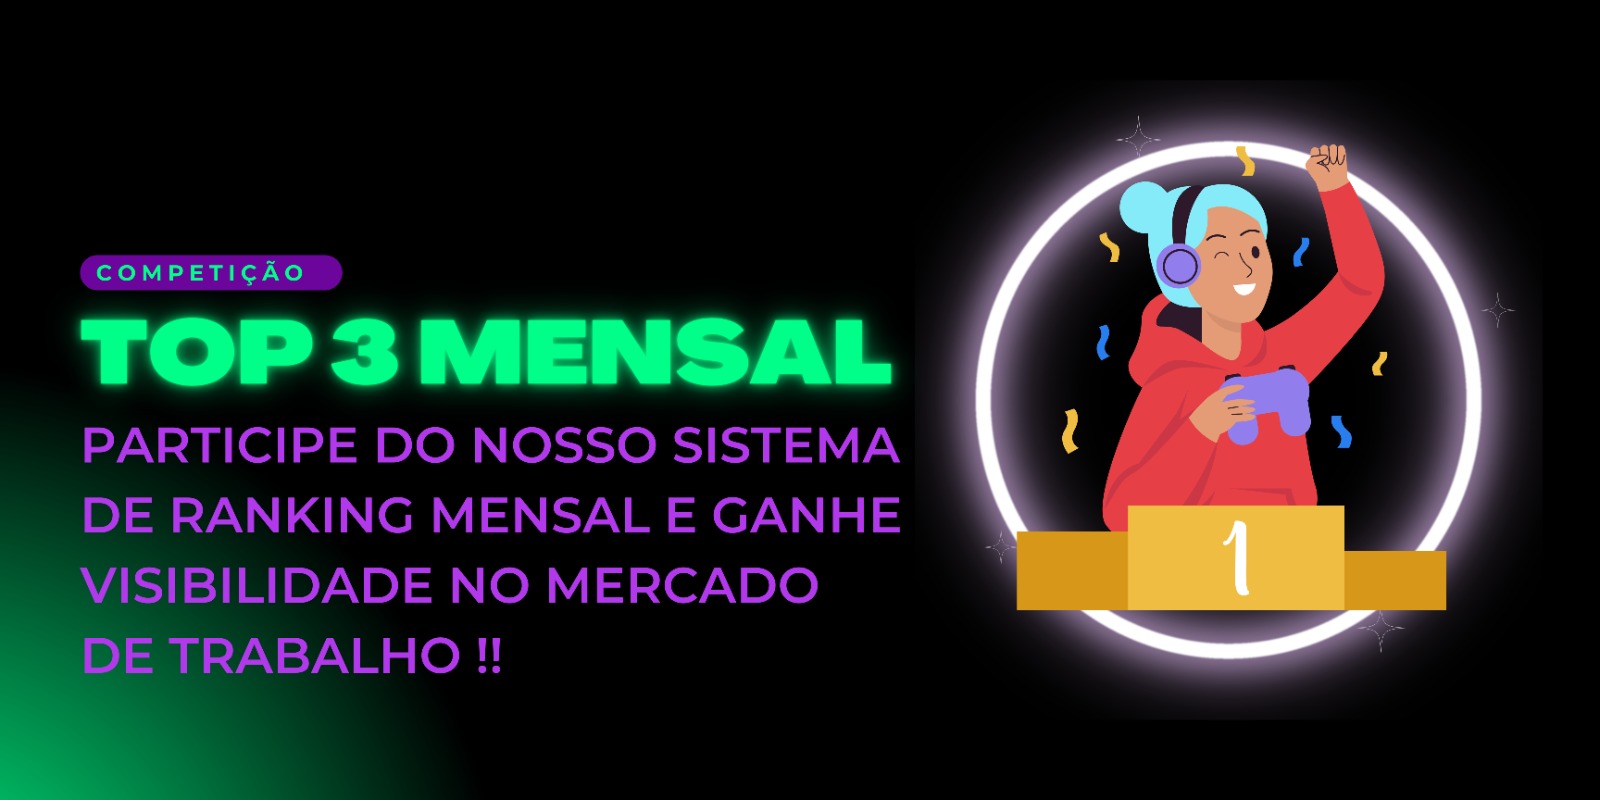 COMPETIÇÃO
TOP 3 MENSAL
PARTICIPE DO NOSSO SISTEMA
DE RANKING MENSAL E GANHE
VISIBILIDADE NO MERCADO
DE TRABALHO !!
1